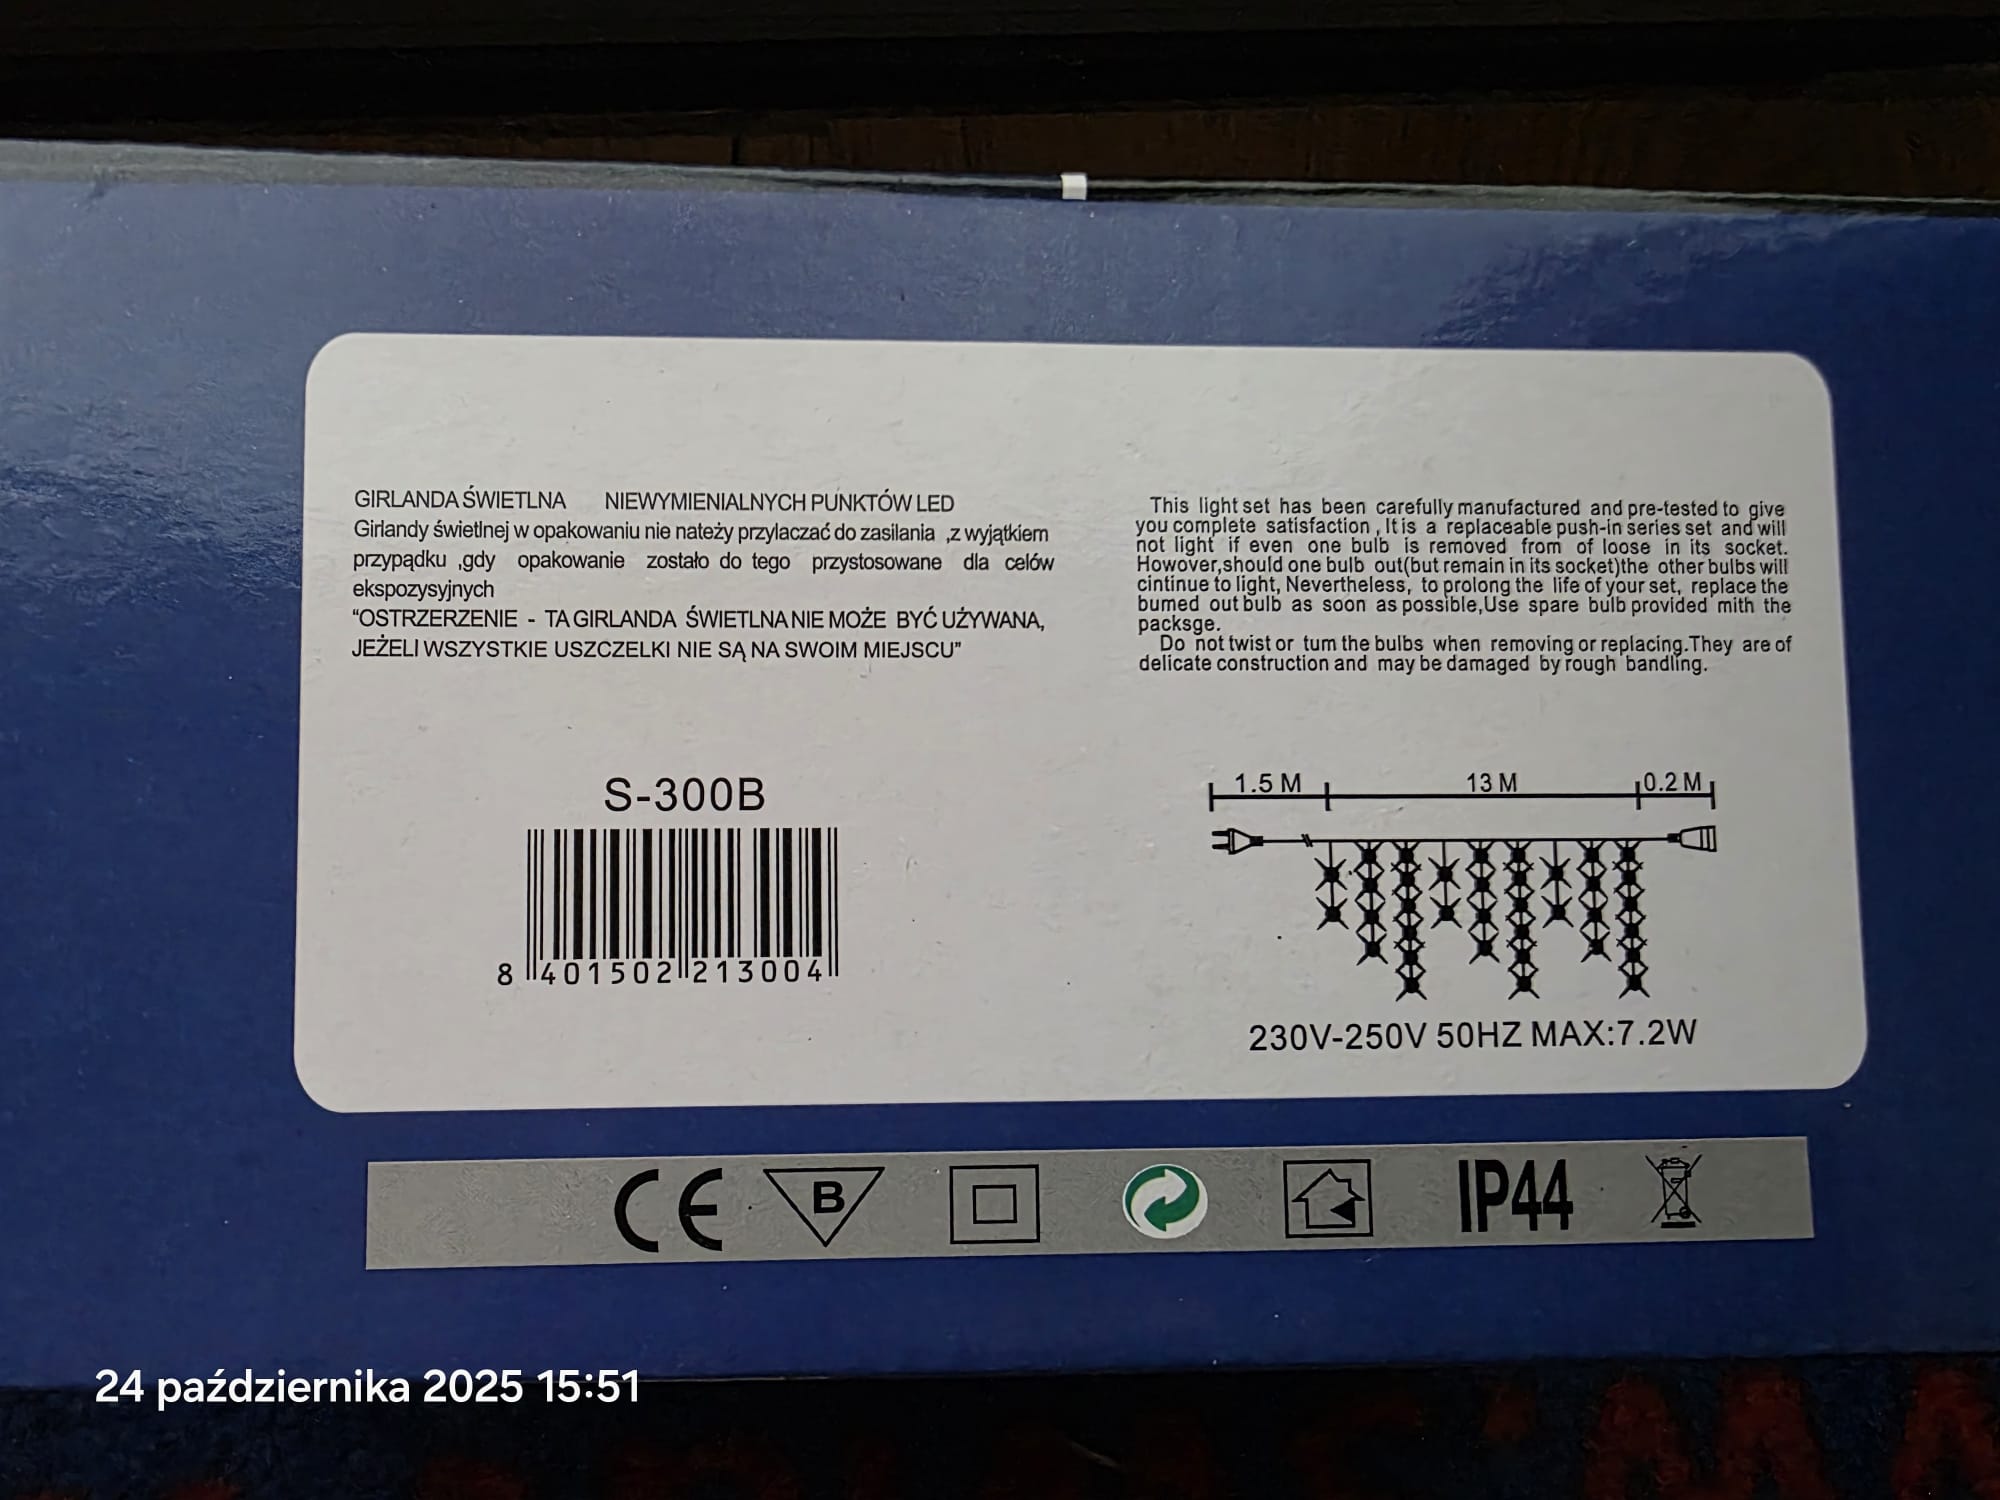 GIRLANDA ŚWIETLNA NIEWYMIENIALNYCH PUNKTÓW LED
Girlandy świetlnej w opakowaniu nie nateży przylaczać do zasilania ,z wyjątkiem
przypądku ,gdy opakowanie zostało do tego przystosowane dla celów
ekspozysyjnych
“OSTRZERZENIE - TA GIRLANDA ŚWIETLNA NIE MOŻE BYĆ UŻYWANA,
JEŻELI WSZYSTKIE USZCZELKI NIE SĄ NA SWOIM MIEJSCU”
This light set has been carefully manufactured and pre-tested to give
you complete satisfaction , It is a replaceable push-in series set and will
not light if even one bulb is removed from of loose in its socket.
However,should one bulb out(but remain in its socket)the other bulbs will
cintinue to light, Nevertheless, to prolong the life of your set, replace the
bumed out bulb as soon as possible,Use spare bulb provided mith the
packsge.
Do not twist or tum the bulbs when removing or replacing.They are of
delicate construction and may be damaged by rough bandling.
S-300B
8 401502 213004
1.5 M 13 M 0.2 M
230V-250V 50HZ MAX:7.2W
CE B IP44
24 października 2025 15:51